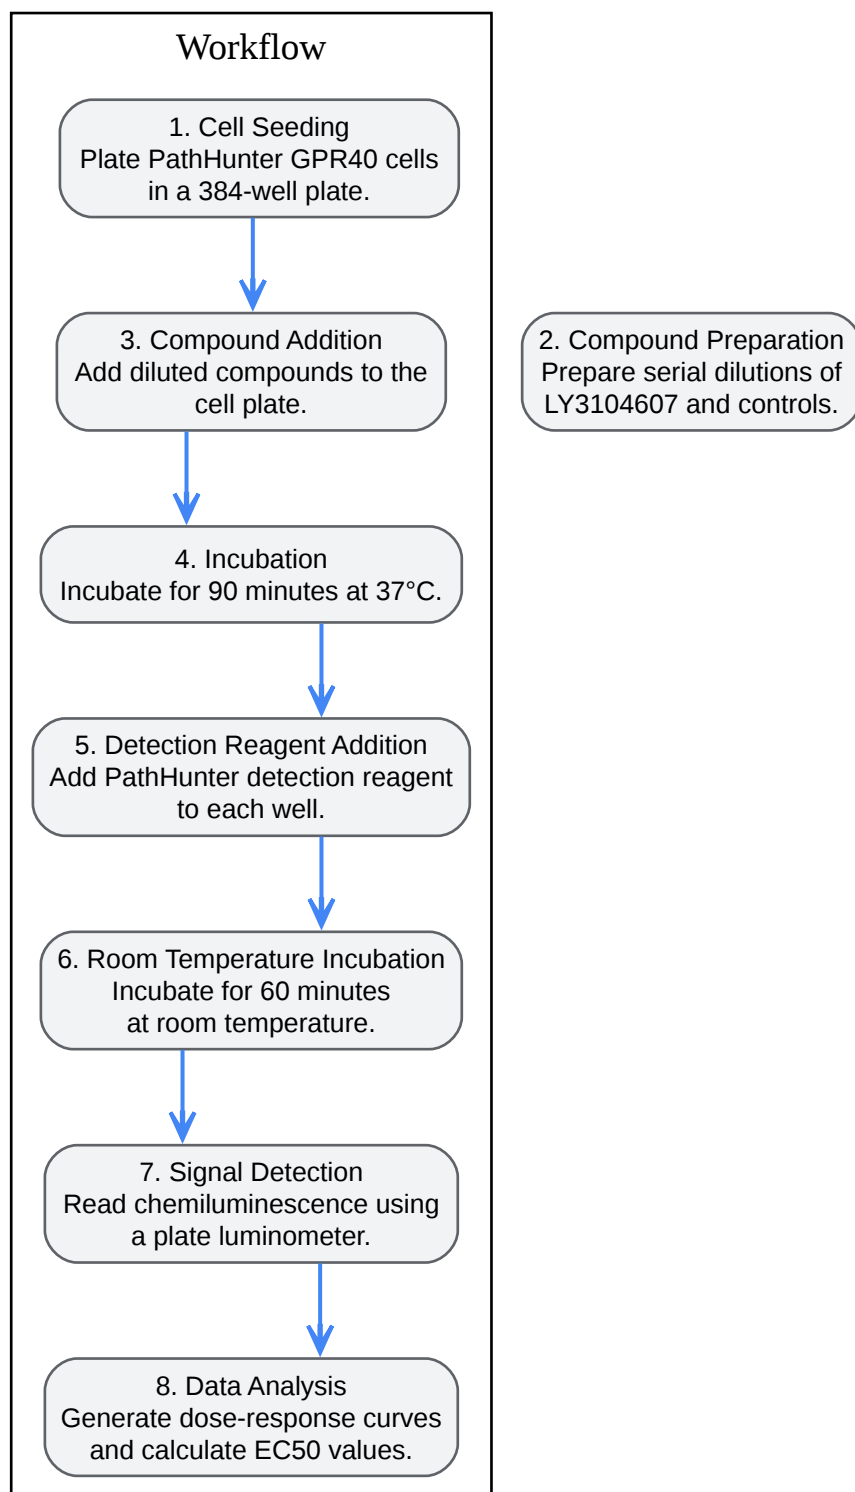 Workflow
1. Cell Seeding
Plate PathHunter GPR40 cells
in a 384-well plate.
3. Compound Addition
Add diluted compounds to the
cell plate.
2. Compound Preparation
Prepare serial dilutions of
LY3104607 and controls.
4. Incubation
Incubate for 90 minutes at 37°C.
5. Detection Reagent Addition
Add PathHunter detection reagent
to each well.
6. Room Temperature Incubation
Incubate for 60 minutes
at room temperature.
7. Signal Detection
Read chemiluminescence using
a plate luminometer.
8. Data Analysis
Generate dose-response curves
and calculate EC50 values.